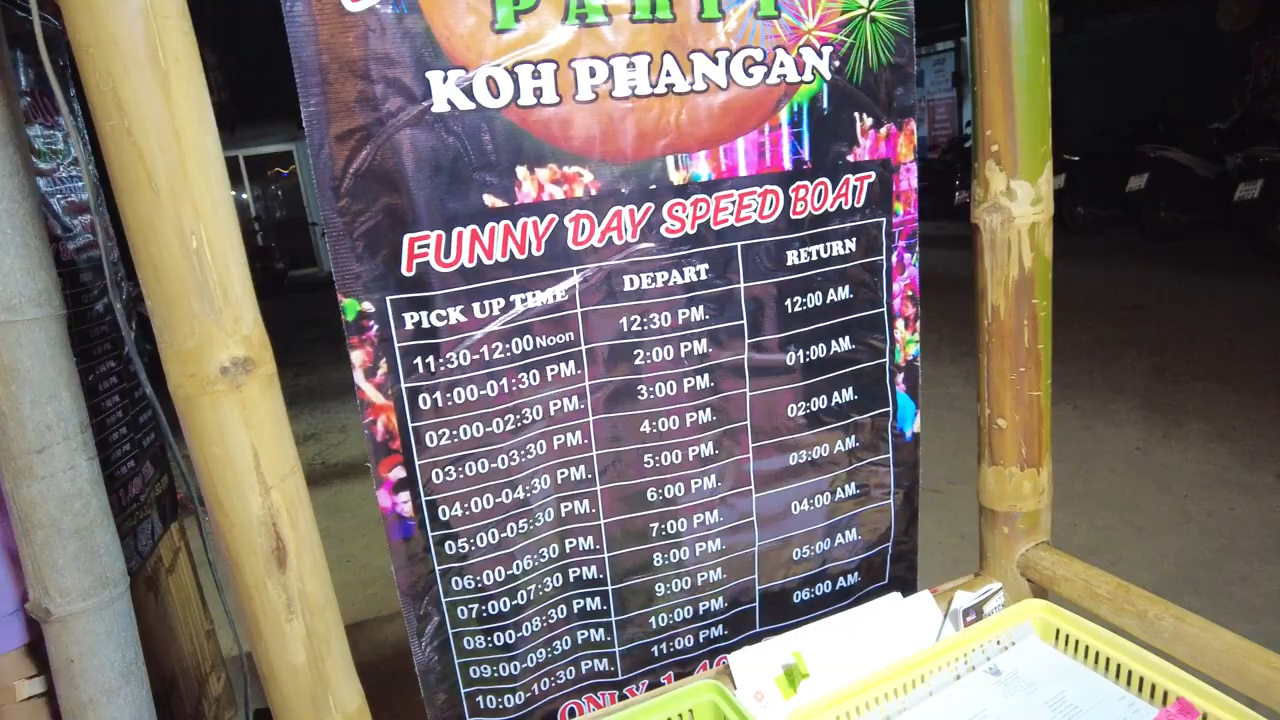 PARTY
KOH PHANGAN
FUNNY DAY SPEED BOAT
PICK UP TIME DEPART RETURN
11:30-12:00 Noon 12:30 PM. 12:00 AM.
01:00-01:30 PM. 2:00 PM. 01:00 AM.
02:00-02:30 PM. 3:00 PM. 02:00 AM.
03:00-03:30 PM. 4:00 PM. 03:00 AM.
04:00-04:30 PM. 5:00 PM. 04:00 AM.
05:00-05:30 PM. 6:00 PM. 05:00 AM.
06:00-06:30 PM. 7:00 PM. 06:00 AM.
07:00-07:30 PM. 8:00 PM.
08:00-08:30 PM. 9:00 PM.
09:00-09:30 PM. 10:00 PM.
10:00-10:30 PM. 11:00 PM.
ONLY